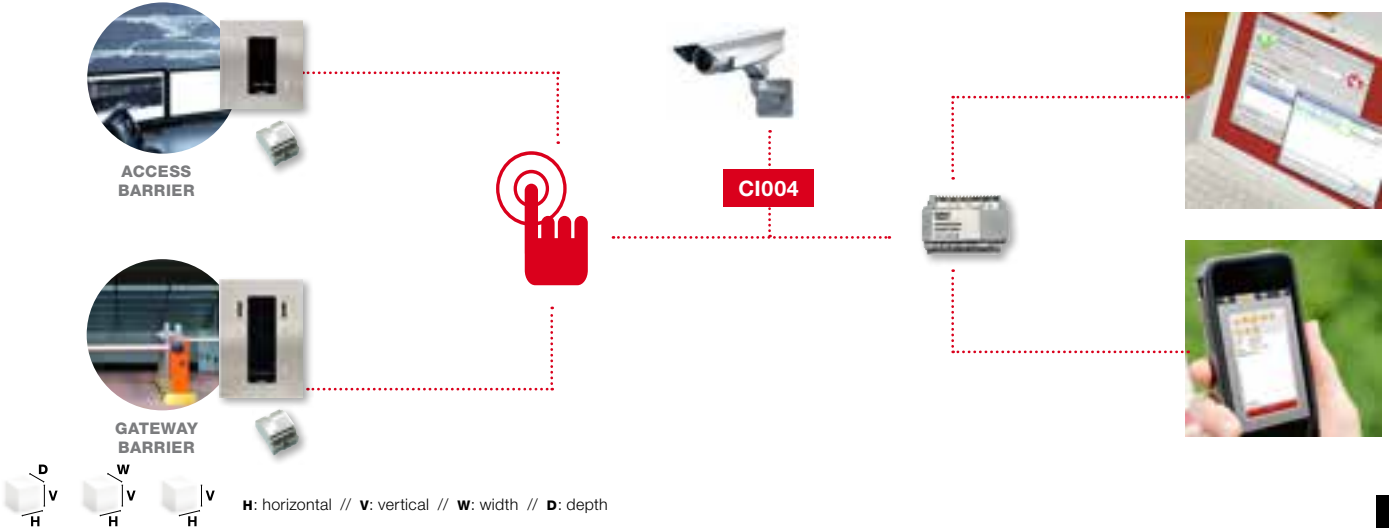 ACCESS
BARRIER
CI004
GATEWAY
BARRIER
D
V
H
W
V
H
V
H
H: horizontal // V: vertical // W: width // D: depth